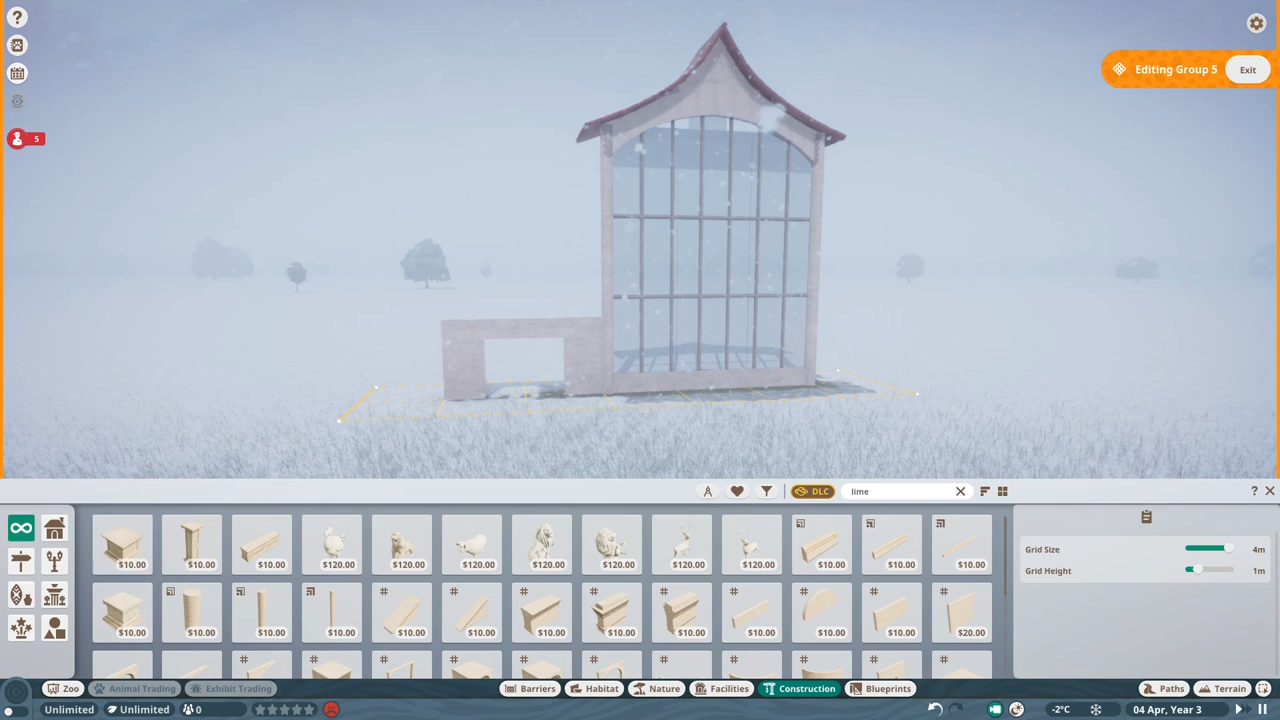 ?
Editing Group 5 Exit
5
DLC lime
?
$10.00 $10.00 $10.00 $120.00 $120.00 $120.00 $120.00 $120.00 $120.00 $120.00 $10.00 $10.00 $10.00
Grid Size 4m
Grid Height 1m
$10.00 $10.00 $10.00 $10.00 $10.00 $10.00 $10.00 $10.00 $10.00 $10.00 $10.00 $10.00 $20.00
Zoo Animal Trading Exhibit Trading Barriers Habitat Nature Facilities Construction Blueprints Paths Terrain
Unlimited Unlimited 0 -2°C 04 Apr, Year 3